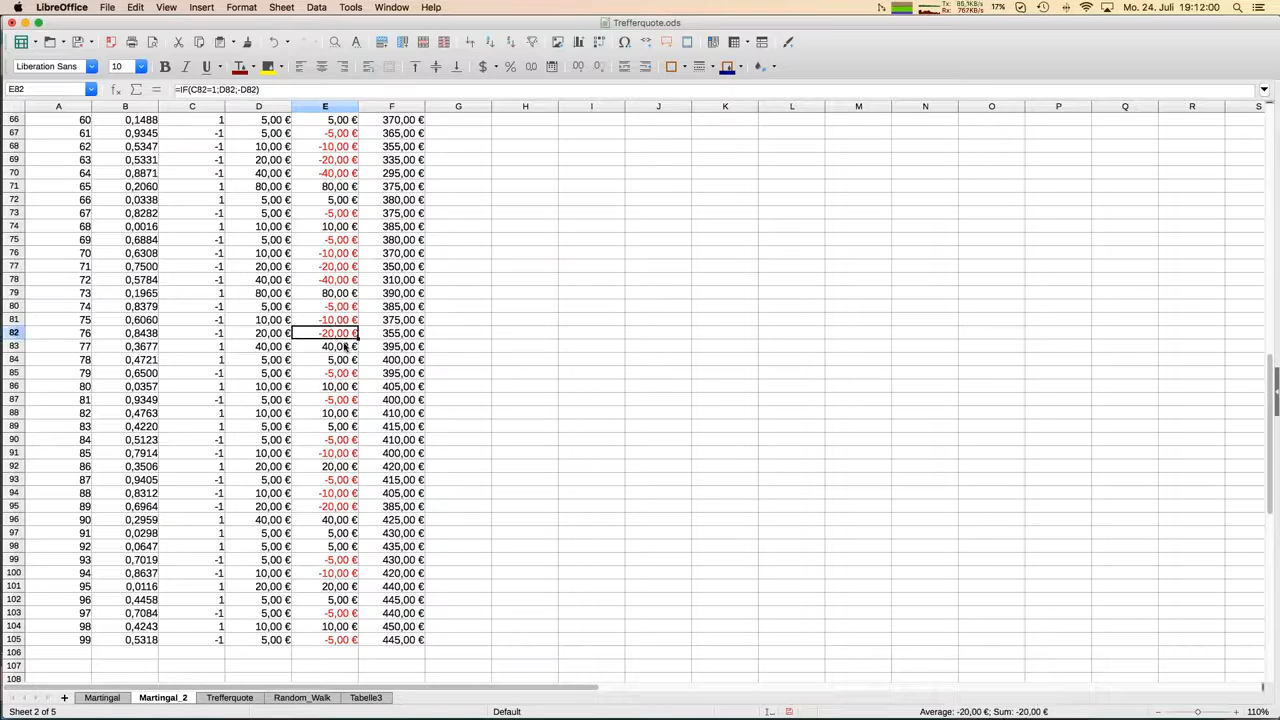 LibreOffice File Edit View Insert Format Sheet Data Tools Window Help Tx: 85,1KB/s Rx: 767KB/s 17% Mo. 24. Juli 19:12:00
Trefferquote.ods
Liberation Sans 10
E82 =IF(C82=1;D82;-D82)
A B C D E F G H I J K L M N O P Q R S
66 60 0,1488 1 5,00 € 5,00 € 370,00 €
67 61 0,9345 -1 5,00 € -5,00 € 365,00 €
68 62 0,5347 -1 10,00 € -10,00 € 355,00 €
69 63 0,5331 -1 20,00 € -20,00 € 335,00 €
70 64 0,8871 -1 40,00 € -40,00 € 295,00 €
71 65 0,2060 1 80,00 € 80,00 € 375,00 €
72 66 0,0338 1 5,00 € 5,00 € 380,00 €
73 67 0,8282 -1 5,00 € -5,00 € 375,00 €
74 68 0,0016 1 10,00 € 10,00 € 385,00 €
75 69 0,6884 -1 5,00 € -5,00 € 380,00 €
76 70 0,6308 -1 10,00 € -10,00 € 370,00 €
77 71 0,7500 -1 20,00 € -20,00 € 350,00 €
78 72 0,5784 -1 40,00 € -40,00 € 310,00 €
79 73 0,1965 1 80,00 € 80,00 € 390,00 €
80 74 0,8379 -1 5,00 € -5,00 € 385,00 €
81 75 0,6060 -1 10,00 € -10,00 € 375,00 €
82 76 0,8438 -1 20,00 € -20,00 € 355,00 €
83 77 0,3677 1 40,00 € 40,00 € 395,00 €
84 78 0,4721 1 5,00 € 5,00 € 400,00 €
85 79 0,6500 -1 5,00 € -5,00 € 395,00 €
86 80 0,0357 1 10,00 € 10,00 € 405,00 €
87 81 0,9349 -1 5,00 € -5,00 € 400,00 €
88 82 0,4763 1 10,00 € 10,00 € 410,00 €
89 83 0,4220 1 5,00 € 5,00 € 415,00 €
90 84 0,5123 -1 5,00 € -5,00 € 410,00 €
91 85 0,7914 -1 10,00 € -10,00 € 400,00 €
92 86 0,3506 1 20,00 € 20,00 € 420,00 €
93 87 0,9405 -1 5,00 € -5,00 € 415,00 €
94 88 0,8312 -1 10,00 € -10,00 € 405,00 €
95 89 0,6964 -1 20,00 € -20,00 € 385,00 €
96 90 0,2959 1 40,00 € 40,00 € 425,00 €
97 91 0,0298 1 5,00 € 5,00 € 430,00 €
98 92 0,0647 1 5,00 € 5,00 € 435,00 €
99 93 0,7019 -1 5,00 € -5,00 € 430,00 €
100 94 0,8637 -1 10,00 € -10,00 € 420,00 €
101 95 0,0116 1 20,00 € 20,00 € 440,00 €
102 96 0,4458 1 5,00 € 5,00 € 445,00 €
103 97 0,7084 -1 5,00 € -5,00 € 440,00 €
104 98 0,4243 1 10,00 € 10,00 € 450,00 €
105 99 0,5318 -1 5,00 € -5,00 € 445,00 €
106
107
108
Martingal Martingal_2 Trefferquote Random_Walk Tabelle3
Sheet 2 of 5 Default Average: -20,00 €; Sum: -20,00 € 110%